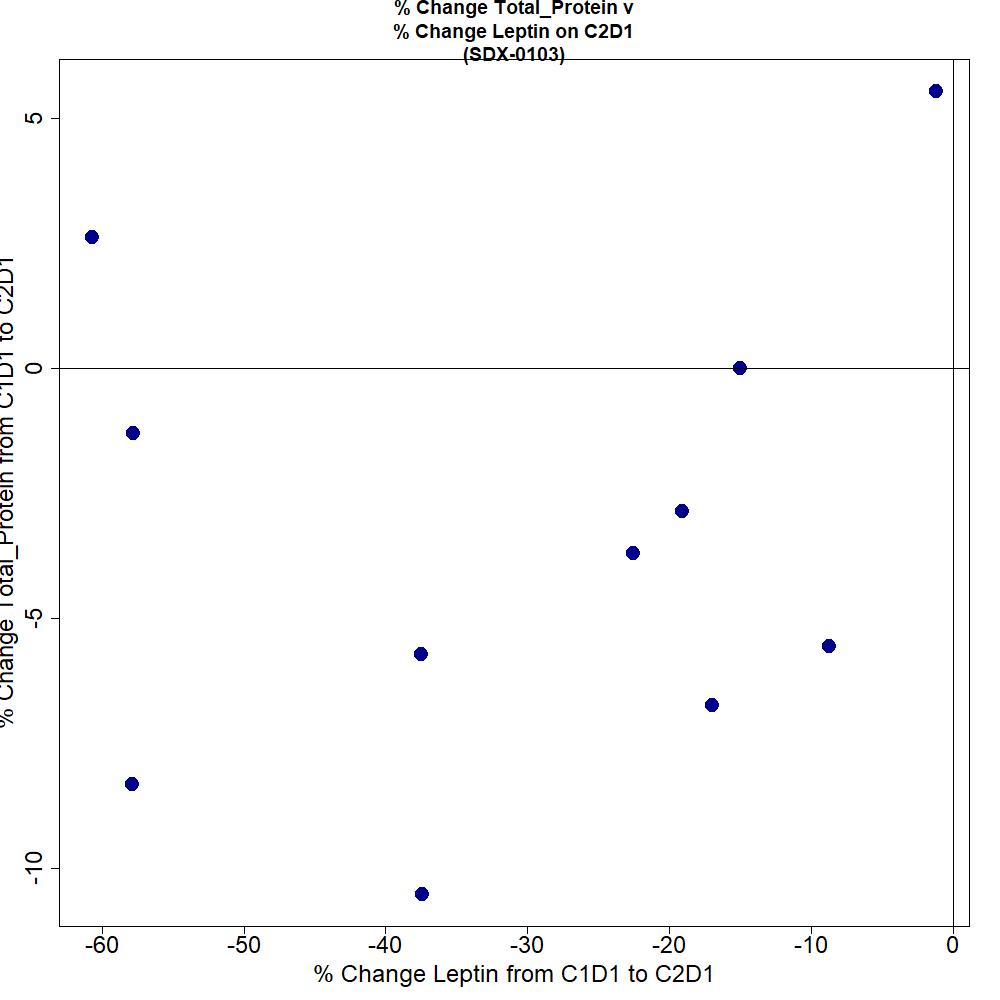 % Change Total_Protein v
% Change Leptin on C2D1
(SDX-0103)
% Change Total_Protein from C1D1 to C2D1
5
0
-5
-10
-60 -50 -40 -30 -20 -10 0
% Change Leptin from C1D1 to C2D1